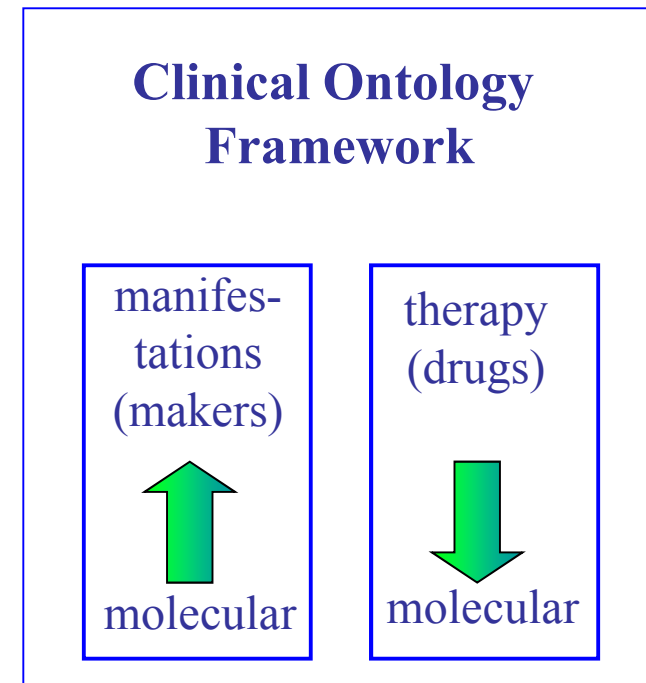 Clinical Ontology
Framework
manifes-
tations
(makers)
molecular
therapy
(drugs)
molecular